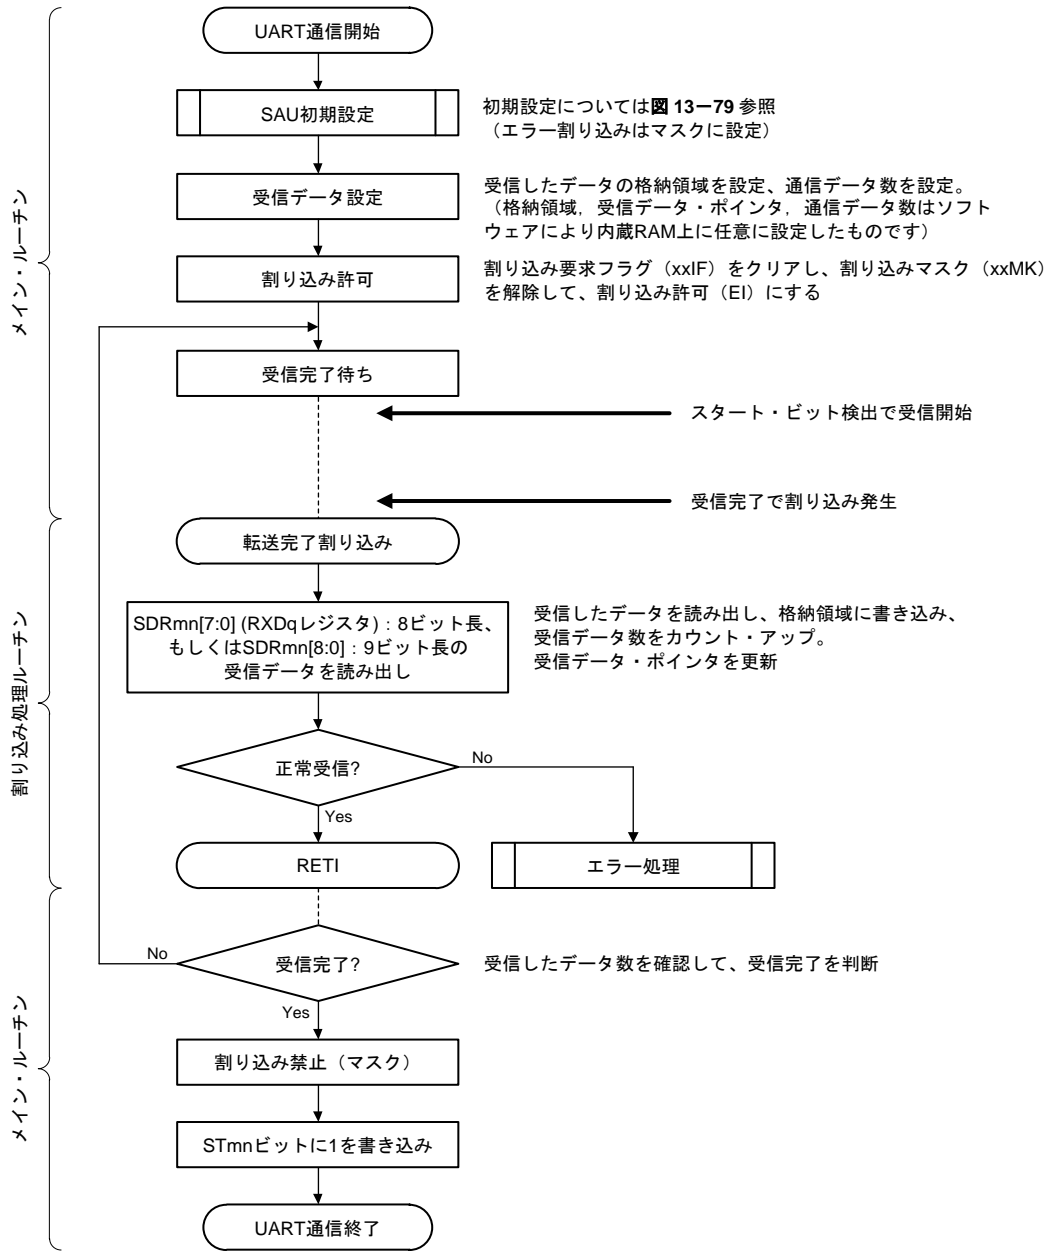 UART通信開始
SAU初期設定
初期設定については図 13－79 参照
（エラー割り込みはマスクに設定）
メイン・ルーチン
受信データ設定
受信したデータの格納領域を設定、通信データ数を設定。
（格納領域，受信データ・ポインタ，通信データ数はソフト
ウェアにより内蔵RAM上に任意に設定したものです）
割り込み許可
割り込み要求フラグ（xxIF）をクリアし、割り込みマスク（xxMK）
を解除して、割り込み許可（EI）にする
受信完了待ち
スタート・ビット検出で受信開始
受信完了で割り込み発生
転送完了割り込み
割り込み処理ルーチン
SDRmn[7:0] (RXDqレジスタ)：8ビット長、
もしくはSDRmn[8:0]：9ビット長の
受信データを読み出し
受信したデータを読み出し、格納領域に書き込み、
受信データ数をカウント・アップ。
受信データ・ポインタを更新
正常受信?
No
Yes
RETI
エラー処理
メイン・ルーチン
No
受信完了?
受信したデータ数を確認して、受信完了を判断
Yes
割り込み禁止（マスク）
STmnビットに1を書き込み
UART通信終了